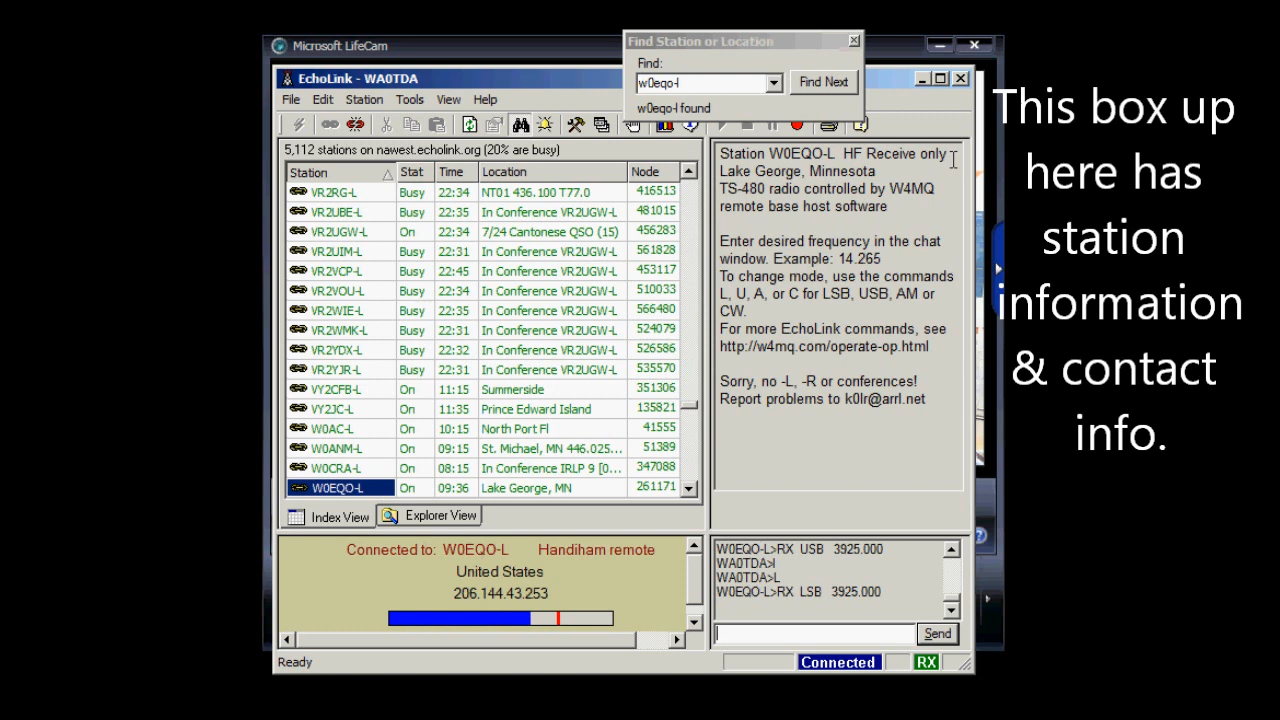 Microsoft LifeCam
Find Station or Location
Find:
w0eqo-l
Find Next
w0eqo-l found
EchoLink - WA0TDA
File Edit Station Tools View Help
5,112 stations on nawest.echolink.org (20% are busy)
Station Stat Time Location Node
VR2RG-L Busy 22:34 NT01 436.100 T77.0 416513
VR2UBE-L Busy 22:35 In Conference VR2UGW-L 481015
VR2UGW-L On 22:34 7/24 Cantonese QSO (15) 456283
VR2UIM-L Busy 22:31 In Conference VR2UGW-L 561828
VR2VCP-L Busy 22:45 In Conference VR2UGW-L 453117
VR2VOU-L Busy 22:34 In Conference VR2UGW-L 510033
VR2WIE-L Busy 22:35 In Conference VR2UGW-L 566480
VR2WMK-L Busy 22:31 In Conference VR2UGW-L 524079
VR2YDX-L Busy 22:32 In Conference VR2UGW-L 526586
VR2YJR-L Busy 22:31 In Conference VR2UGW-L 535570
VY2CFB-L On 11:15 Summerside 351306
VY2JC-L On 11:35 Prince Edward Island 135821
W0AC-L On 10:15 North Port Fl 41555
W0ANM-L On 09:15 St. Michael, MN 446.025... 51389
W0CRA-L On 08:15 In Conference IRLP 9 [0... 347088
W0EQO-L On 09:36 Lake George, MN 261171
Index View Explorer View
Station W0EQO-L HF Receive only
Lake George, Minnesota
TS-480 radio controlled by W4MQ
remote base host software
Enter desired frequency in the chat
window. Example: 14.265
To change mode, use the commands
L, U, A, or C for LSB, USB, AM or
CW.
For more EchoLink commands, see
http://w4mq.com/operate-op.html
Sorry, no -L, -R or conferences!
Report problems to k0lr@arrl.net
Connected to: W0EQO-L Handiham remote
United States
206.144.43.253
W0EQO-L>RX USB 3925.000
WA0TDA>l
WA0TDA>L
W0EQO-L>RX LSB 3925.000
Send
Ready
Connected RX
This box up
here has
station
information
& contact
info.